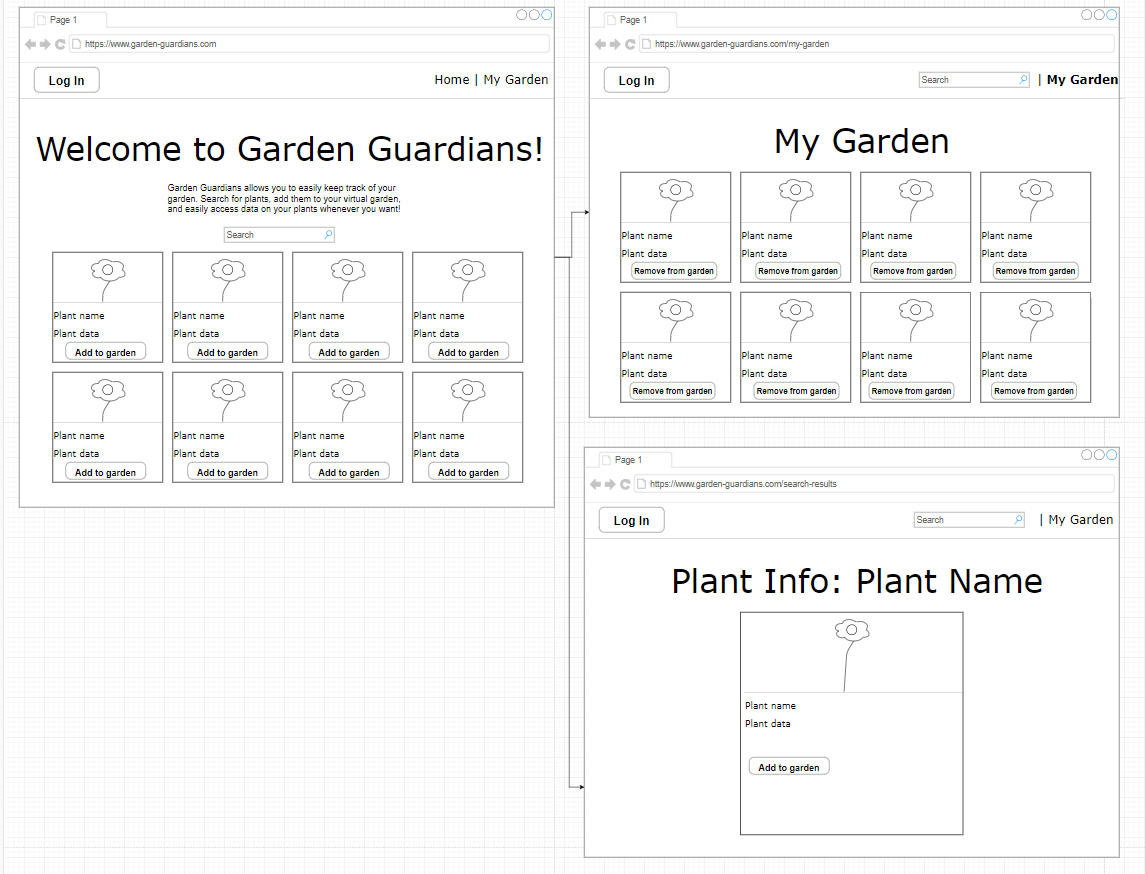 Page 1
https://www.garden-guardians.com
Log In
Home | My Garden
Welcome to Garden Guardians!
Garden Guardians allows you to easily keep track of your
garden. Search for plants, add them to your virtual garden,
and easily access data on your plants whenever you want!
Search
Plant name Plant name Plant name Plant name
Plant data Plant data Plant data Plant data
Add to garden Add to garden Add to garden Add to garden
Plant name Plant name Plant name Plant name
Plant data Plant data Plant data Plant data
Add to garden Add to garden Add to garden Add to garden
Page 1
https://www.garden-guardians.com/my-garden
Log In
Search
| My Garden
My Garden
Plant name Plant name Plant name Plant name
Plant data Plant data Plant data Plant data
Remove from garden Remove from garden Remove from garden Remove from garden
Plant name Plant name Plant name Plant name
Plant data Plant data Plant data Plant data
Remove from garden Remove from garden Remove from garden Remove from garden
Page 1
https://www.garden-guardians.com/search-results
Log In
Search
| My Garden
Plant Info: Plant Name
Plant name
Plant data
Add to garden